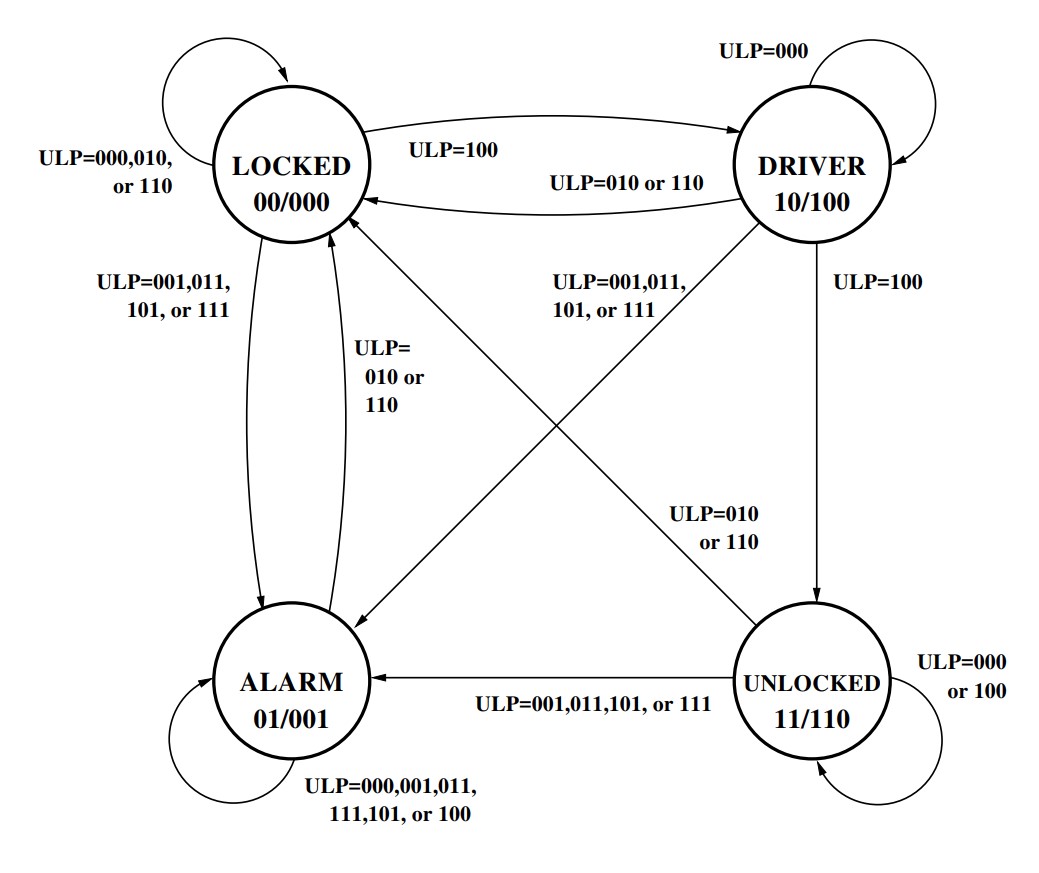 ULP=000
ULP=000,010,
or 110
LOCKED
00/000
ULP=100
ULP=010 or 110
DRIVER
10/100
ULP=001,011,
101, or 111
ULP=001,011,
101, or 111
ULP=100
ULP=
010 or
110
ULP=010
or 110
ALARM
01/001
ULP=001,011,101, or 111
UNLOCKED
11/110
ULP=000
or 100
ULP=000,001,011,
111,101, or 100